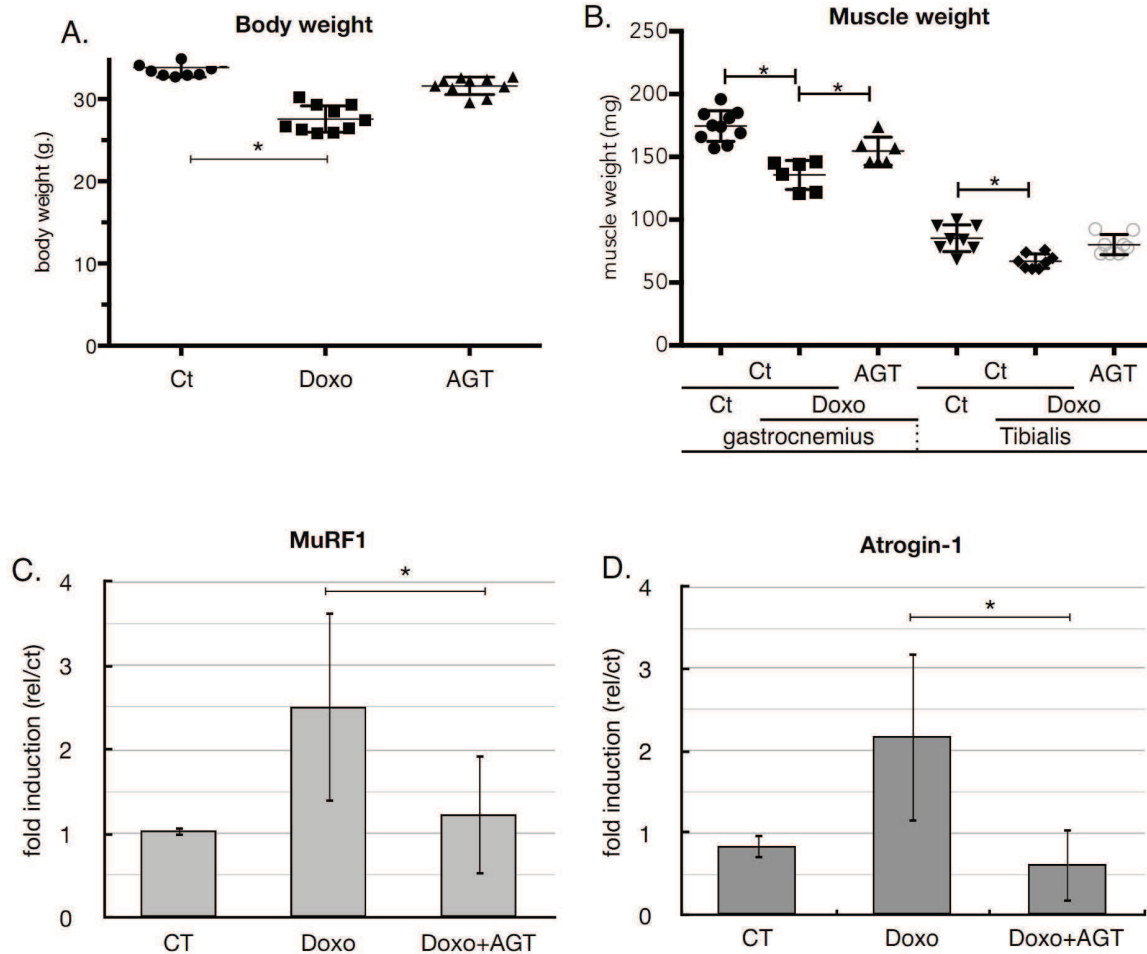 A.
Body weight
body weight (g.)
30
20
10
0
*
Ct Doxo AGT
B.
Muscle weight
muscle weight (mg)
250
200
150
100
50
0
* * *
Ct AGT Ct AGT
Ct Doxo Ct Doxo
gastrocnemius Tibialis
C.
MuRF1
fold induction (rel/ct)
4
3
2
1
0
*
CT Doxo Doxo+AGT
D.
Atrogin-1
fold induction (rel/ct)
4
3
2
1
0
*
CT Doxo Doxo+AGT